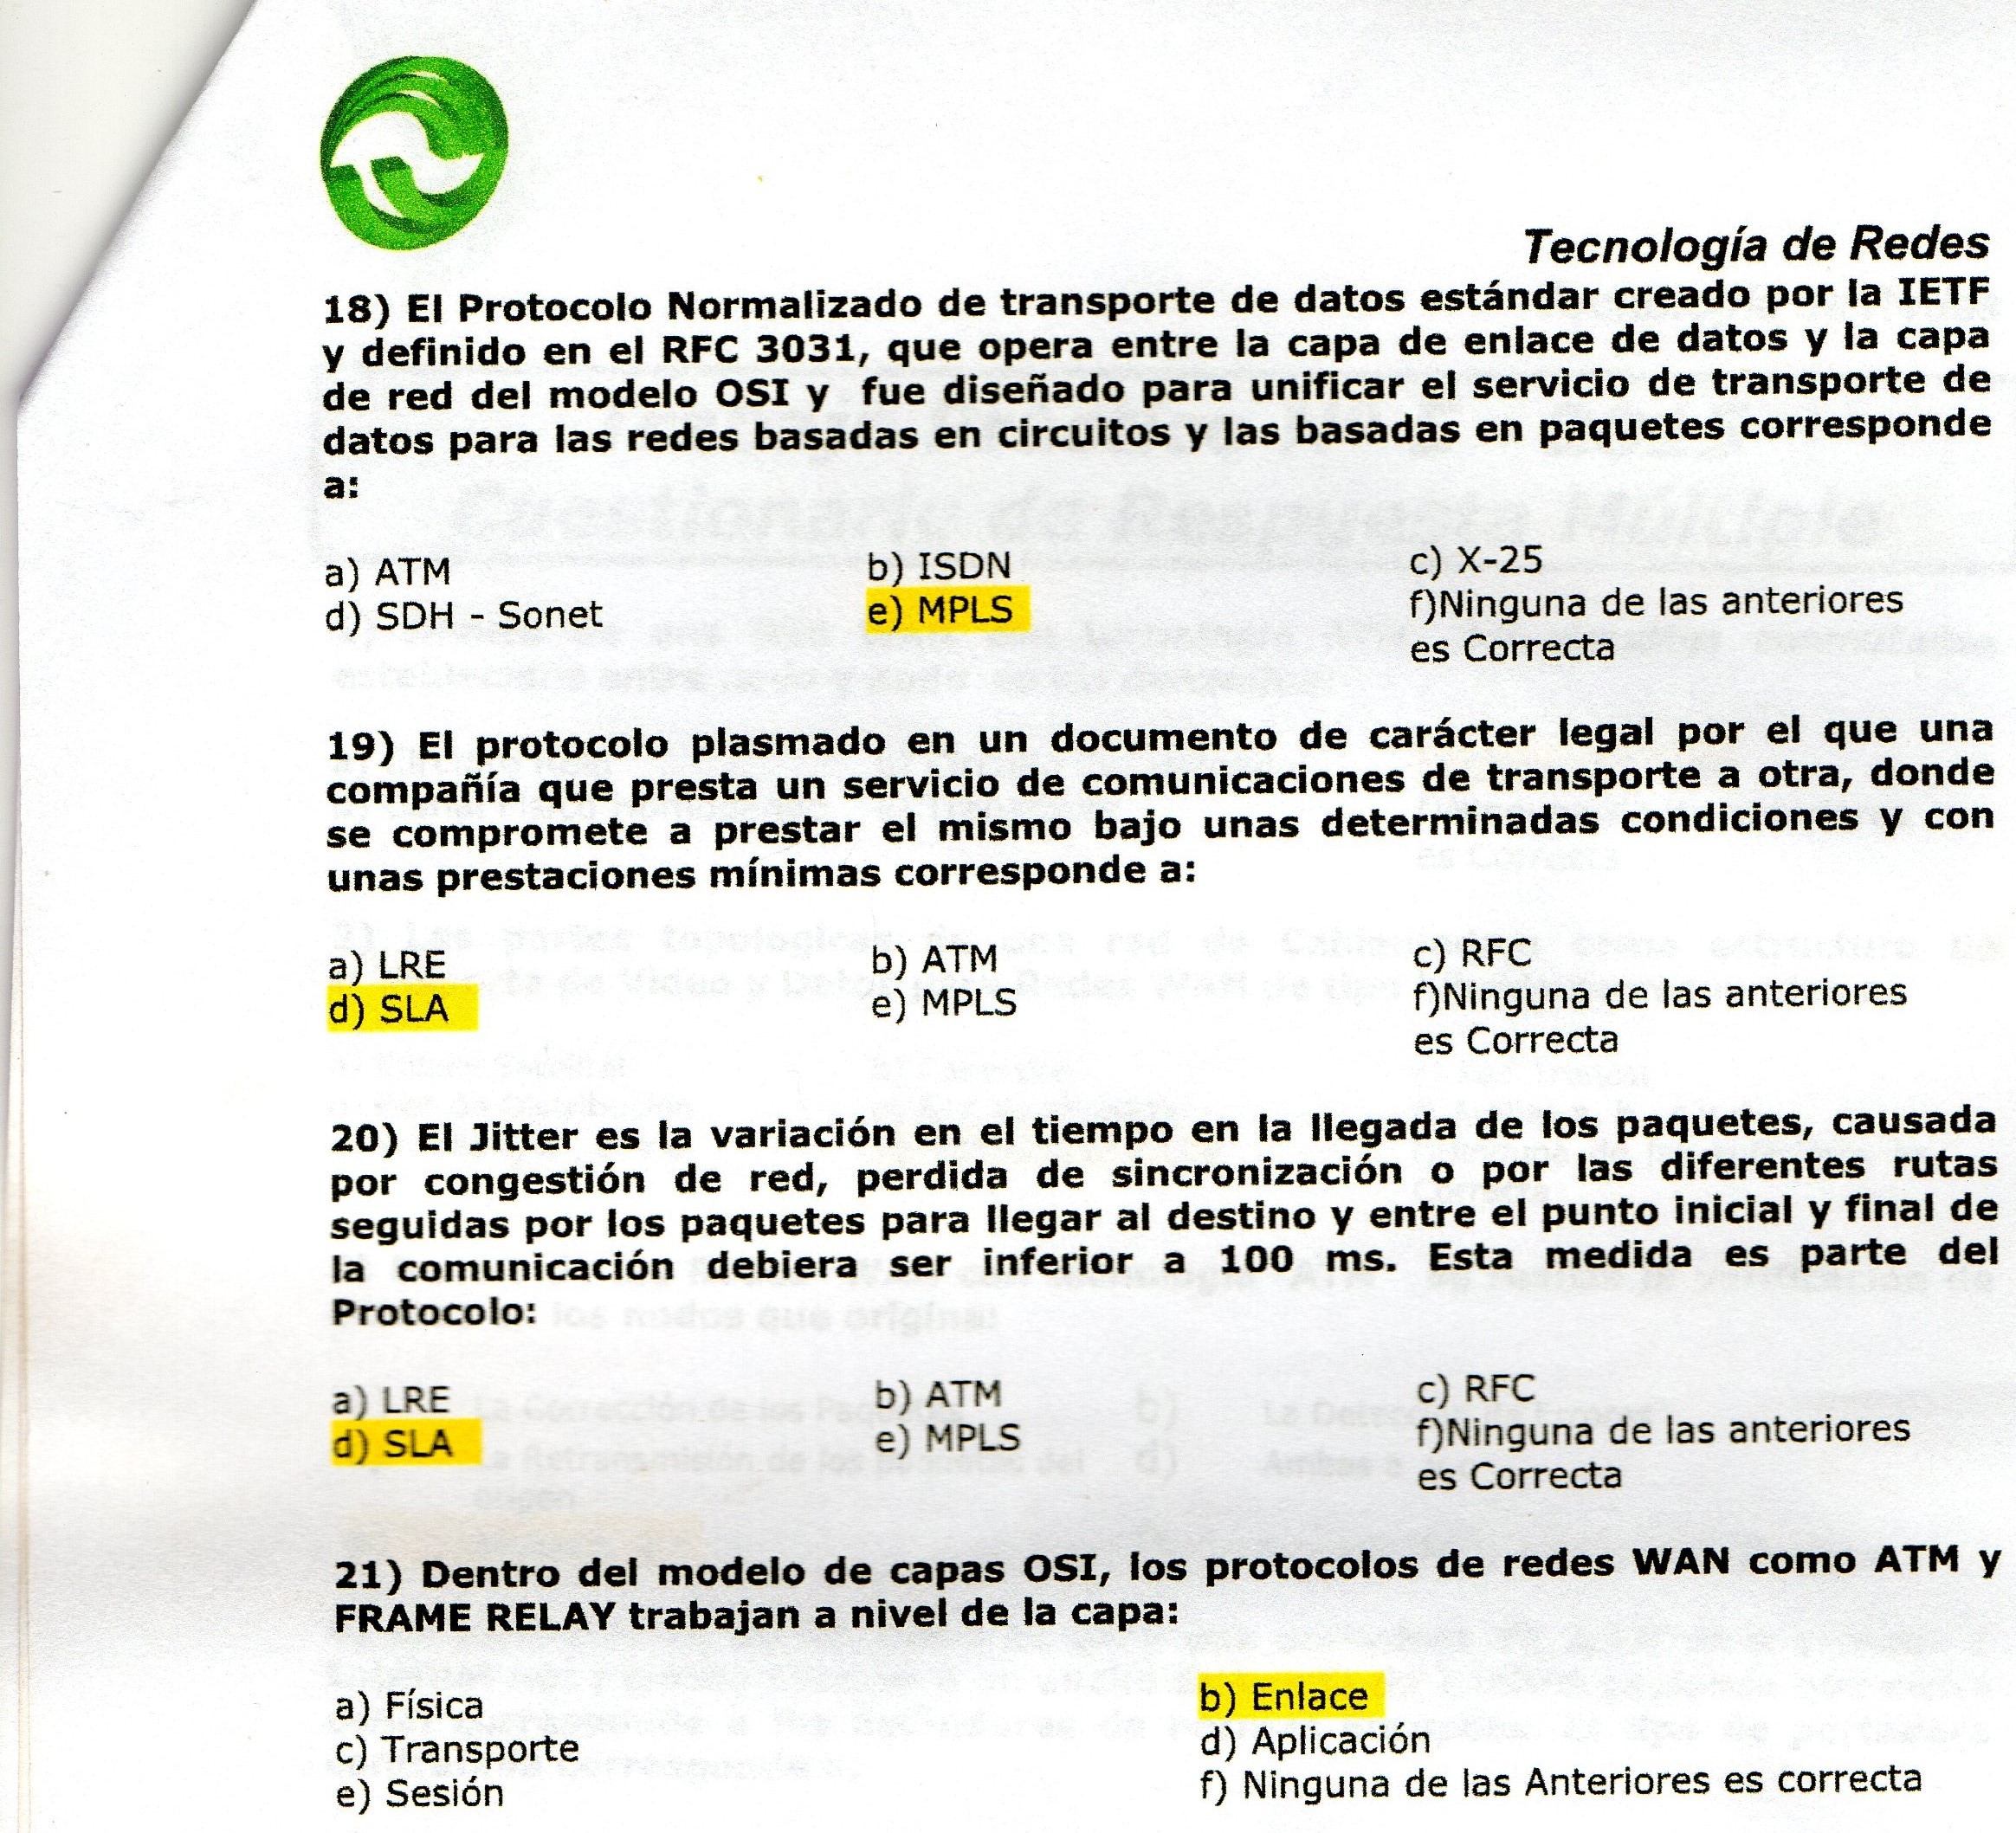 Tecnología de Redes
18) El Protocolo Normalizado de transporte de datos estándar creado por la IETF
y definido en el RFC 3031, que opera entre la capa de enlace de datos y la capa
de red del modelo OSI y fue diseñado para unificar el servicio de transporte de
datos para las redes basadas en circuitos y las basadas en paquetes corresponde
a:
a) ATM b) ISDN c) X-25
d) SDH - Sonet e) MPLS f)Ninguna de las anteriores
es Correcta
19) El protocolo plasmado en un documento de carácter legal por el que una
compañía que presta un servicio de comunicaciones de transporte a otra, donde
se compromete a prestar el mismo bajo unas determinadas condiciones y con
unas prestaciones mínimas corresponde a:
a) LRE b) ATM c) RFC
d) SLA e) MPLS f)Ninguna de las anteriores
es Correcta
20) El Jitter es la variación en el tiempo en la llegada de los paquetes, causada
por congestión de red, perdida de sincronización o por las diferentes rutas
seguidas por los paquetes para llegar al destino y entre el punto inicial y final de
la comunicación debiera ser inferior a 100 ms. Esta medida es parte del
Protocolo:
a) LRE b) ATM c) RFC
d) SLA e) MPLS f)Ninguna de las anteriores
es Correcta
21) Dentro del modelo de capas OSI, los protocolos de redes WAN como ATM y
FRAME RELAY trabajan a nivel de la capa:
a) Física b) Enlace
c) Transporte d) Aplicación
e) Sesión f) Ninguna de las Anteriores es correcta